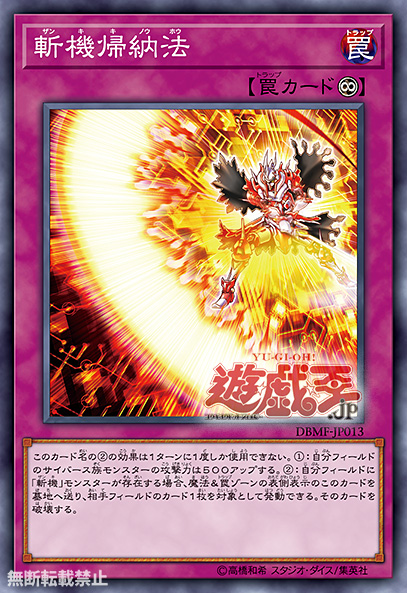 斬機帰納法
ザンキキノウホウ
トラップ
罠
トラップ
【罠カード∞】
YU-GI-OH!
遊戯王.jp
DBMF-JP013
このカード名の②の効果は1ターンに1度しか使用できない。①：自分フィールド
のサイバース族モンスターの攻撃力は500アップする。②：自分フィールドに
「斬機」モンスターが存在する場合、魔法&罠ゾーンの表側表示のこのカードを
墓地へ送り、相手フィールドのカード1枚を対象として発動できる。そのカードを
破壊する。
無断転載禁止
©高橋和希 スタジオ・ダイス/集英社